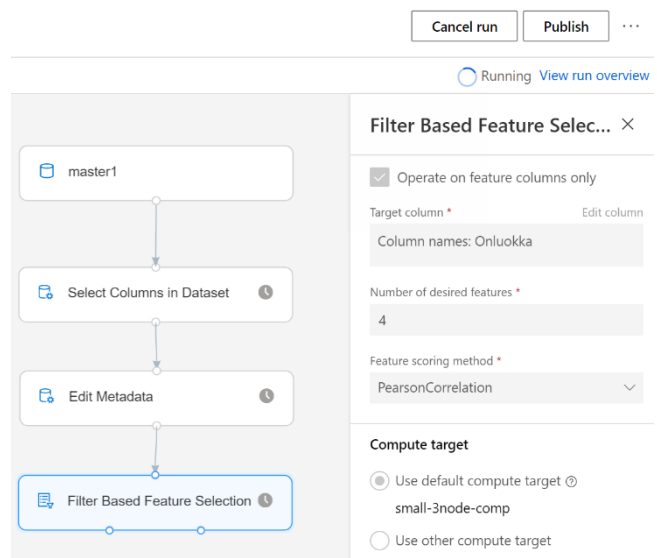 Cancel run
Publish
Running View run overview
Filter Based Feature Selec...
master1
Operate on feature columns only
Target column *
Edit column
Column names: Onluokka
Select Columns in Dataset
Number of desired features *
4
Feature scoring method *
PearsonCorrelation
Edit Metadata
Compute target
Use default compute target
small-3node-comp
Filter Based Feature Selection
Use other compute target